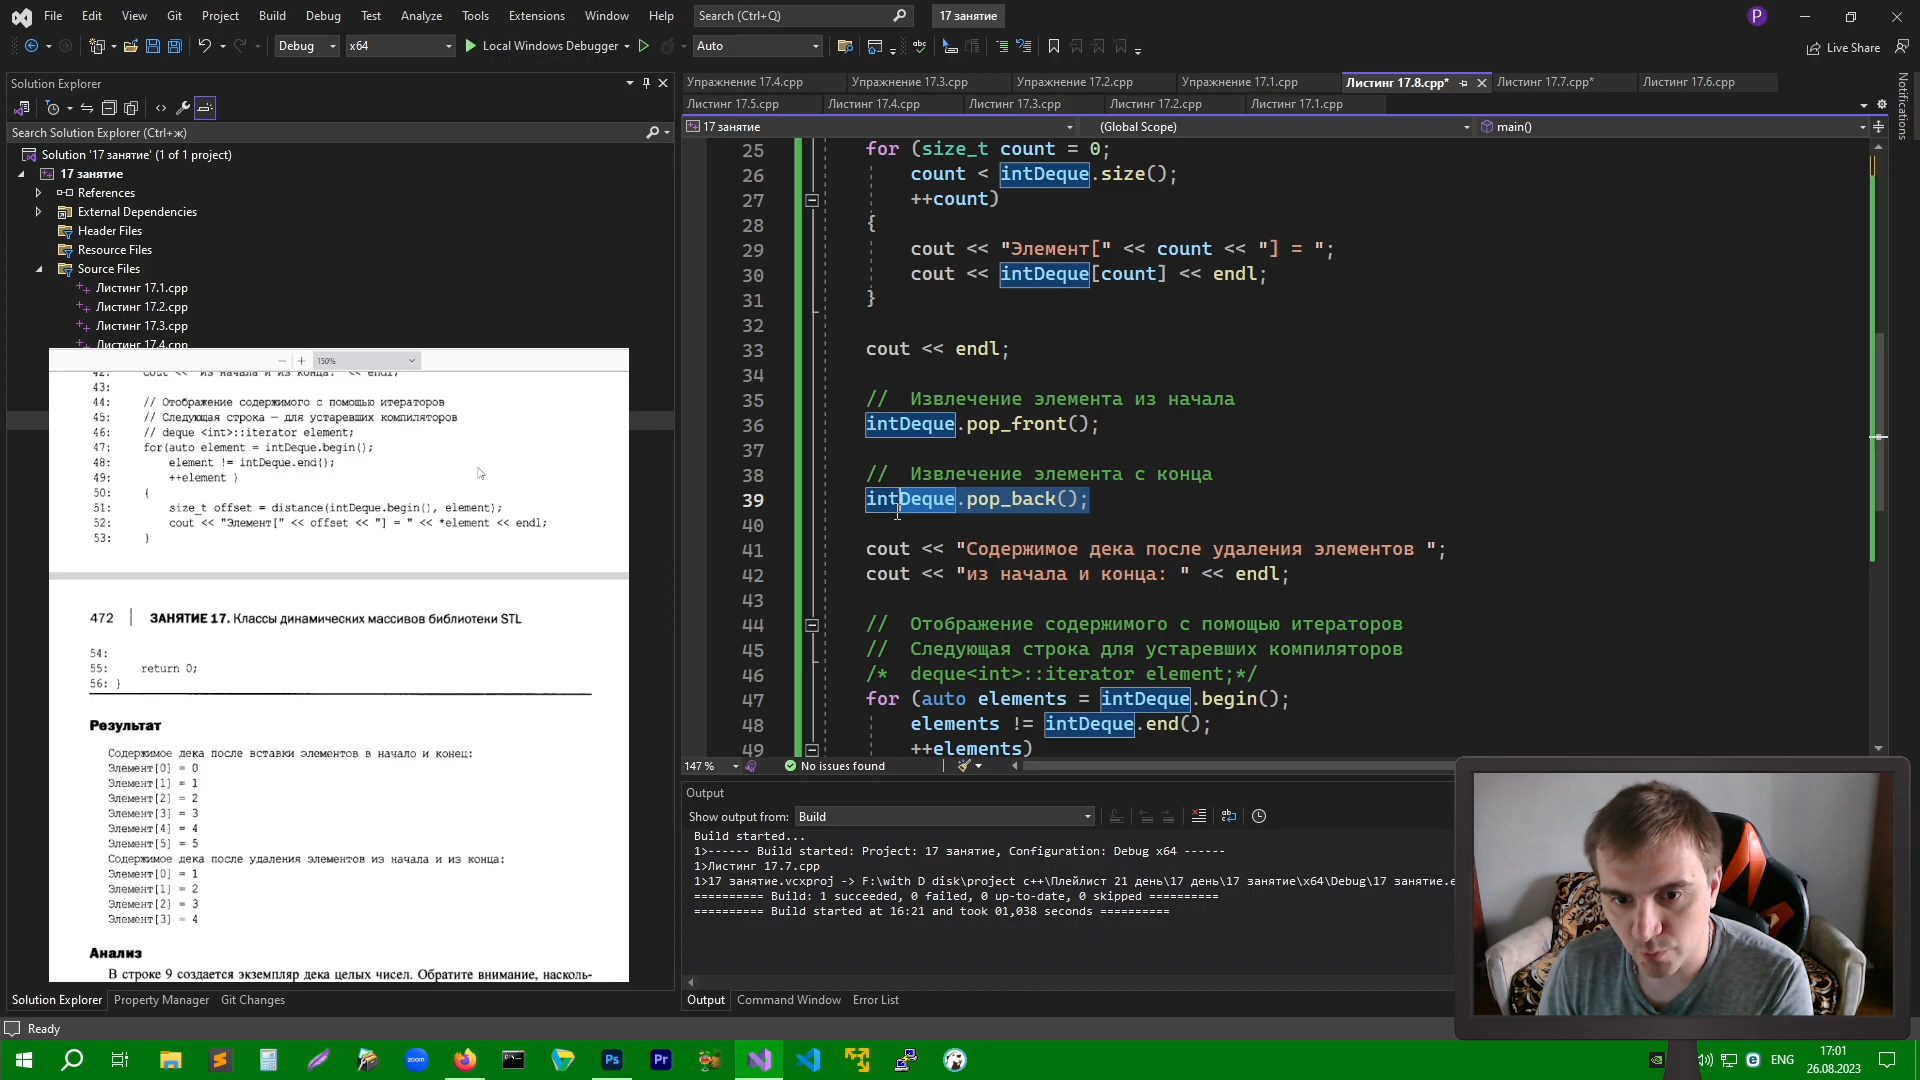 File Edit View Git Project Build Debug Test Analyze Tools Extensions Window Help Search (Ctrl+Q) 17 занятие
Debug x64 Local Windows Debugger Auto Live Share
Solution Explorer
Search Solution Explorer (Ctrl+ж)
Solution '17 занятие' (1 of 1 project)
17 занятие
References
External Dependencies
Header Files
Resource Files
Source Files
Листинг 17.1.cpp
Листинг 17.2.cpp
Листинг 17.3.cpp
Листинг 17.4.cpp
150%
42: cout << "из начала и из конца: " << endl;
43:
44: // Отображение содержимого с помощью итераторов
45: // Следующая строка — для устаревших компиляторов
46: // deque <int>::iterator element;
47: for(auto element = intDeque.begin();
48: element != intDeque.end();
49: ++element )
50: {
51: size_t offset = distance(intDeque.begin(), element);
52: cout << "Элемент[" << offset << "] = " << *element << endl;
53: }
472 ЗАНЯТИЕ 17. Классы динамических массивов библиотеки STL
54:
55: return 0;
56: }
Результат
Содержимое дека после вставки элементов в начало и конец:
Элемент[0] = 0
Элемент[1] = 1
Элемент[2] = 2
Элемент[3] = 3
Элемент[4] = 4
Элемент[5] = 5
Содержимое дека после удаления элементов из начала и из конца:
Элемент[0] = 1
Элемент[1] = 2
Элемент[2] = 3
Элемент[3] = 4
Анализ
В строке 9 создается экземпляр дека целых чисел. Обратите внимание, насколь-
Solution Explorer Property Manager Git Changes
Упражнение 17.4.cpp Упражнение 17.3.cpp Упражнение 17.2.cpp Упражнение 17.1.cpp Листинг 17.8.cpp* Листинг 17.7.cpp* Листинг 17.6.cpp
Листинг 17.5.cpp Листинг 17.4.cpp Листинг 17.3.cpp Листинг 17.2.cpp Листинг 17.1.cpp
17 занятие (Global Scope) main()
Notifications
25 for (size_t count = 0;
26 count < intDeque.size();
27 ++count)
28 {
29 cout << "Элемент[" << count << "] = ";
30 cout << intDeque[count] << endl;
31 }
32
33 cout << endl;
34
35 // Извлечение элемента из начала
36 intDeque.pop_front();
37
38 // Извлечение элемента с конца
39 intDeque.pop_back();
40
41 cout << "Содержимое дека после удаления элементов ";
42 cout << "из начала и конца: " << endl;
43
44 // Отображение содержимого с помощью итераторов
45 // Следующая строка для устаревших компиляторов
46 /* deque<int>::iterator element;*/
47 for (auto elements = intDeque.begin();
48 elements != intDeque.end();
49 ++elements)
147 % No issues found
Output
Show output from: Build
Build started...
1>------ Build started: Project: 17 занятие, Configuration: Debug x64 ------
1>Листинг 17.7.cpp
1>17 занятие.vcxproj -> F:\with D disk\project c++\Плейлист 21 день\17 день\17 занятие\x64\Debug\17 занятие.e
========== Build: 1 succeeded, 0 failed, 0 up-to-date, 0 skipped ==========
========== Build started at 16:21 and took 01,038 seconds ==========
Output Command Window Error List
Ready
zoom Ps Pr
ENG 17:01
26.08.2023